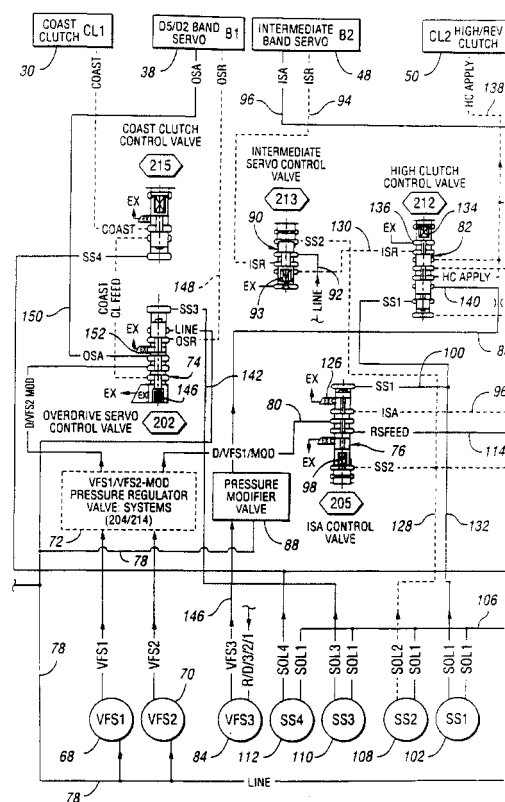 COAST
CLUTCH CL1
30
D5/D2 BAND
SERVO B1
38
INTERMEDIATE
BAND SERVO B2
48
CL2 HIGH/REV
CLUTCH
50
COAST
OSA
OSR
ISA
ISR
96
94
HC APPLY
138
COAST CLUTCH
CONTROL
VALVE
215
INTERMEDIATE
SERVO CONTROL
VALVE
213
HIGH CLUTCH
CONTROL VALVE
212
EX
COAST
SS4
90
SS2
ISR
EX
93
LINE
92
130
136
134
EX
82
ISR
HC APPLY
SS1
140
150
COAST
CL FEED
148
152
EX
SS3
LINE
OSR
OSA
74
EX
EX
146
OVERDRIVE SERVO
CONTROL VALVE
202
142
D/VFS2 MOD
80
126
EX
SS1
100
ISA
96
RSFEED
114
EX
76
98
SS2
205
ISA CONTROL
VALVE
D/VFS1/MOD
VFS1/VFS2-MOD
PRESSURE REGULATOR
VALVE: SYSTEMS
(204/214)
72
78
PRESSURE
MODIFIER
VALVE
88
128
132
146
106
78
VFS1
VFS2
VFS3
R/D/3/2/1
SOL4
SOL1
SOL3
SOL1
SOL2
SOL1
SOL1
SOL1
70
VFS1
VFS2
VFS3
SS4
SS3
SS2
SS1
68
84
112
110
108
102
78
LINE